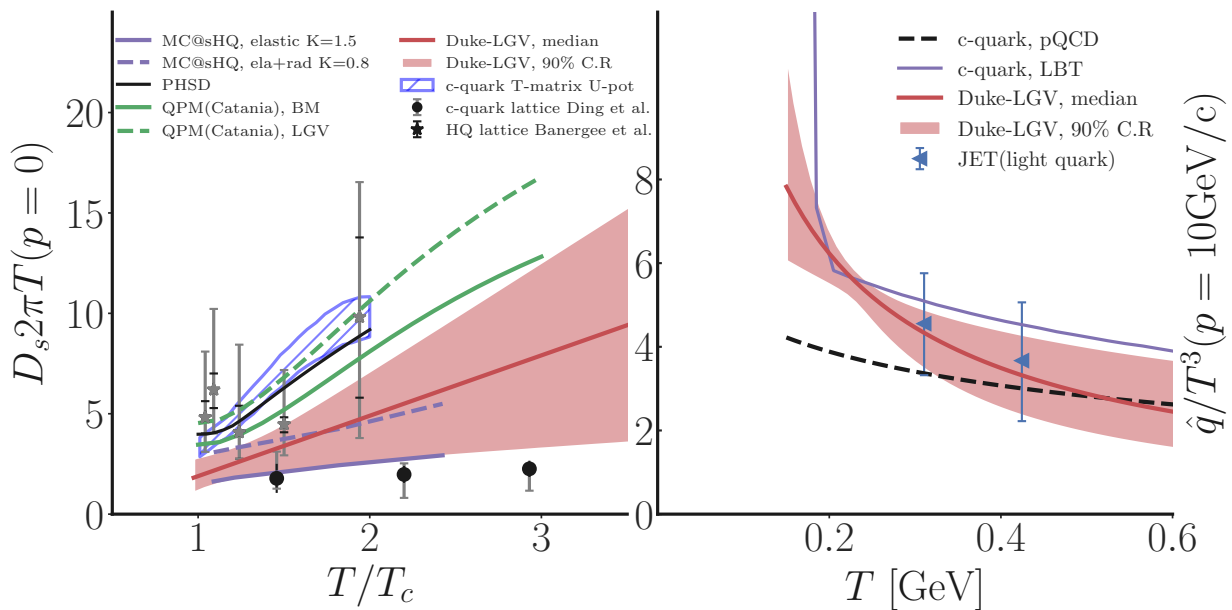 MC@sHQ, elastic K=1.5
MC@sHQ, ela+rad K=0.8
PHSD
QPM(Catania), BM
QPM(Catania), LGV
Duke-LGV, median
Duke-LGV, 90% C.R
c-quark T-matrix U-pot
c-quark lattice Ding et al.
HQ lattice Banergee et al.
D_s2πT(p = 0)
20
15
10
5
0
1
2
3
T/T_c
c-quark, pQCD
c-quark, LBT
Duke-LGV, median
Duke-LGV, 90% C.R
JET(light quark)
8
6
4
2
0
0.2
0.4
0.6
T [GeV]
q̂/T³(p = 10GeV/c)